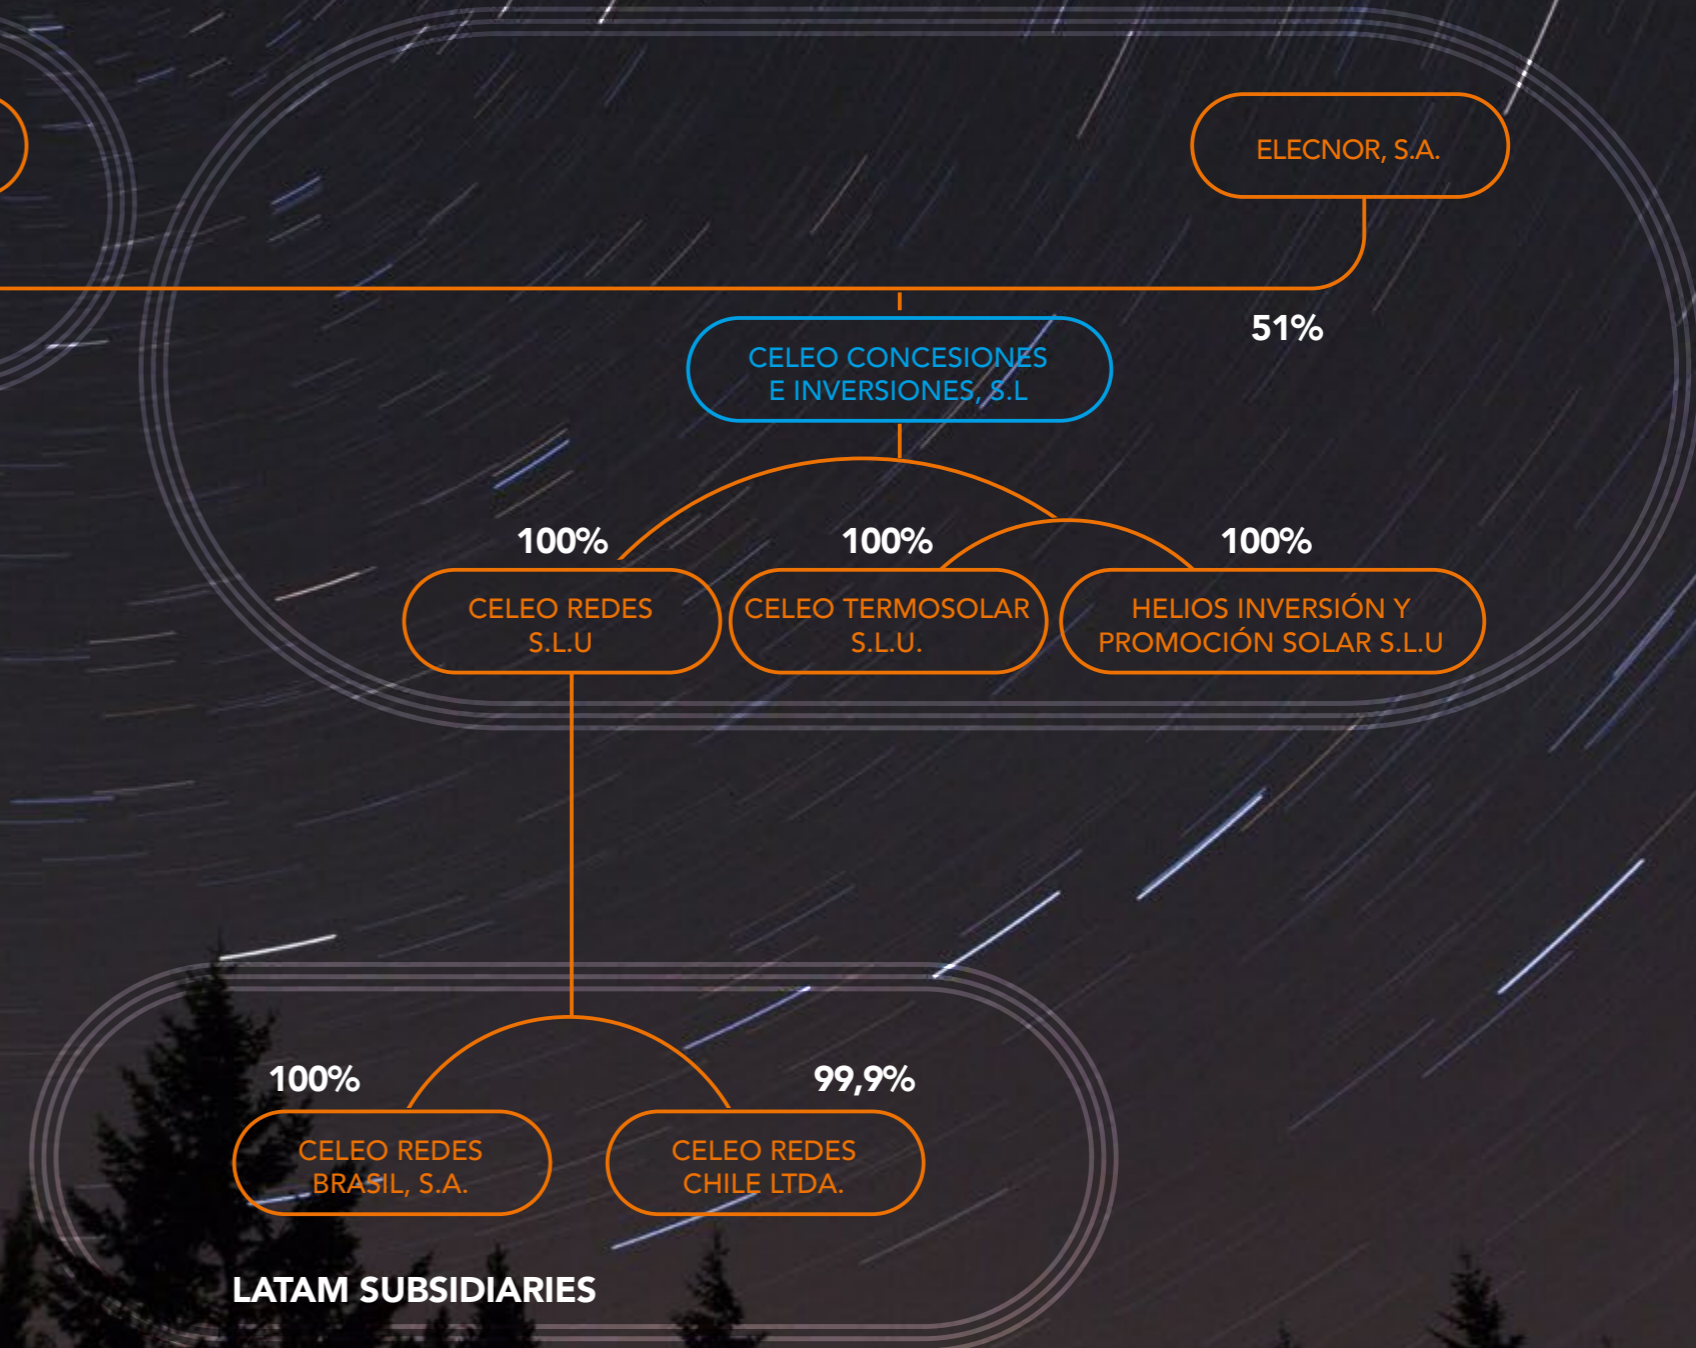 ELECNOR, S.A.
51%
CELEO CONCESIONES
E INVERSIONES, S.L
100%
100%
100%
CELEO REDES
S.L.U
CELEO TERMOSOLAR
S.L.U.
HELIOS INVERSIÓN Y
PROMOCIÓN SOLAR S.L.U
100%
99,9%
CELEO REDES
BRASIL, S.A.
CELEO REDES
CHILE LTDA.
LATAM SUBSIDIARIES